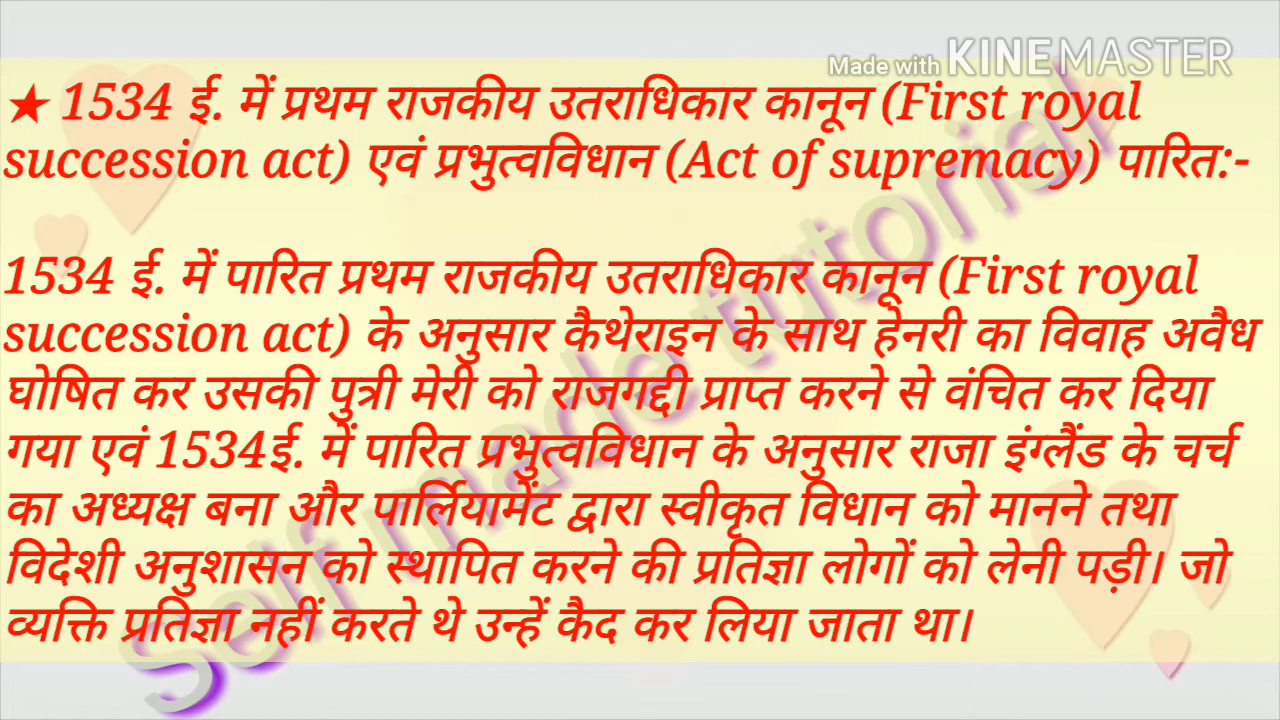 Made with KINEMASTER
★ 1534 ई. में प्रथम राजकीय उतराधिकार कानून (First royal
succession act) एवं प्रभुत्वविधान (Act of supremacy) पारित:-
1534 ई. में पारित प्रथम राजकीय उतराधिकार कानून (First royal
succession act) के अनुसार कैथेराइन के साथ हेनरी का विवाह अवैध
घोषित कर उसकी पुत्री मेरी को राजगद्दी प्राप्त करने से वंचित कर दिया
गया एवं 1534ई. में पारित प्रभुत्वविधान के अनुसार राजा इंग्लैंड के चर्च
का अध्यक्ष बना और पार्लियामेंट द्वारा स्वीकृत विधान को मानने तथा
विदेशी अनुशासन को स्थापित करने की प्रतिज्ञा लोगों को लेनी पड़ी। जो
व्यक्ति प्रतिज्ञा नहीं करते थे उन्हें कैद कर लिया जाता था।
Self made tutorial